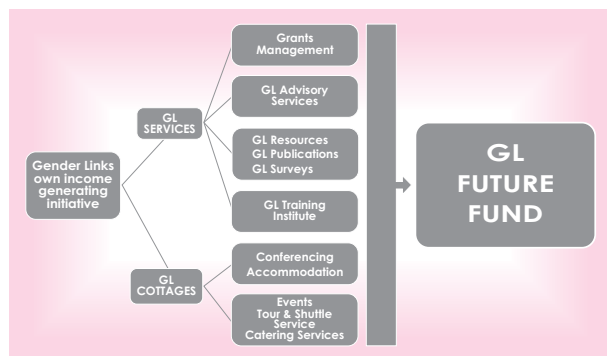 Gender Links
own income
generating
initiative
GL
SERVICES
GL
COTTAGES
Grants
Management
GL Advisory
Services
GL Resources
GL Publications
GL Surveys
GL Training
Institute
Conferencing
Accommodation
Events
Tour & Shuttle
Service
Catering Services
GL
FUTURE
FUND